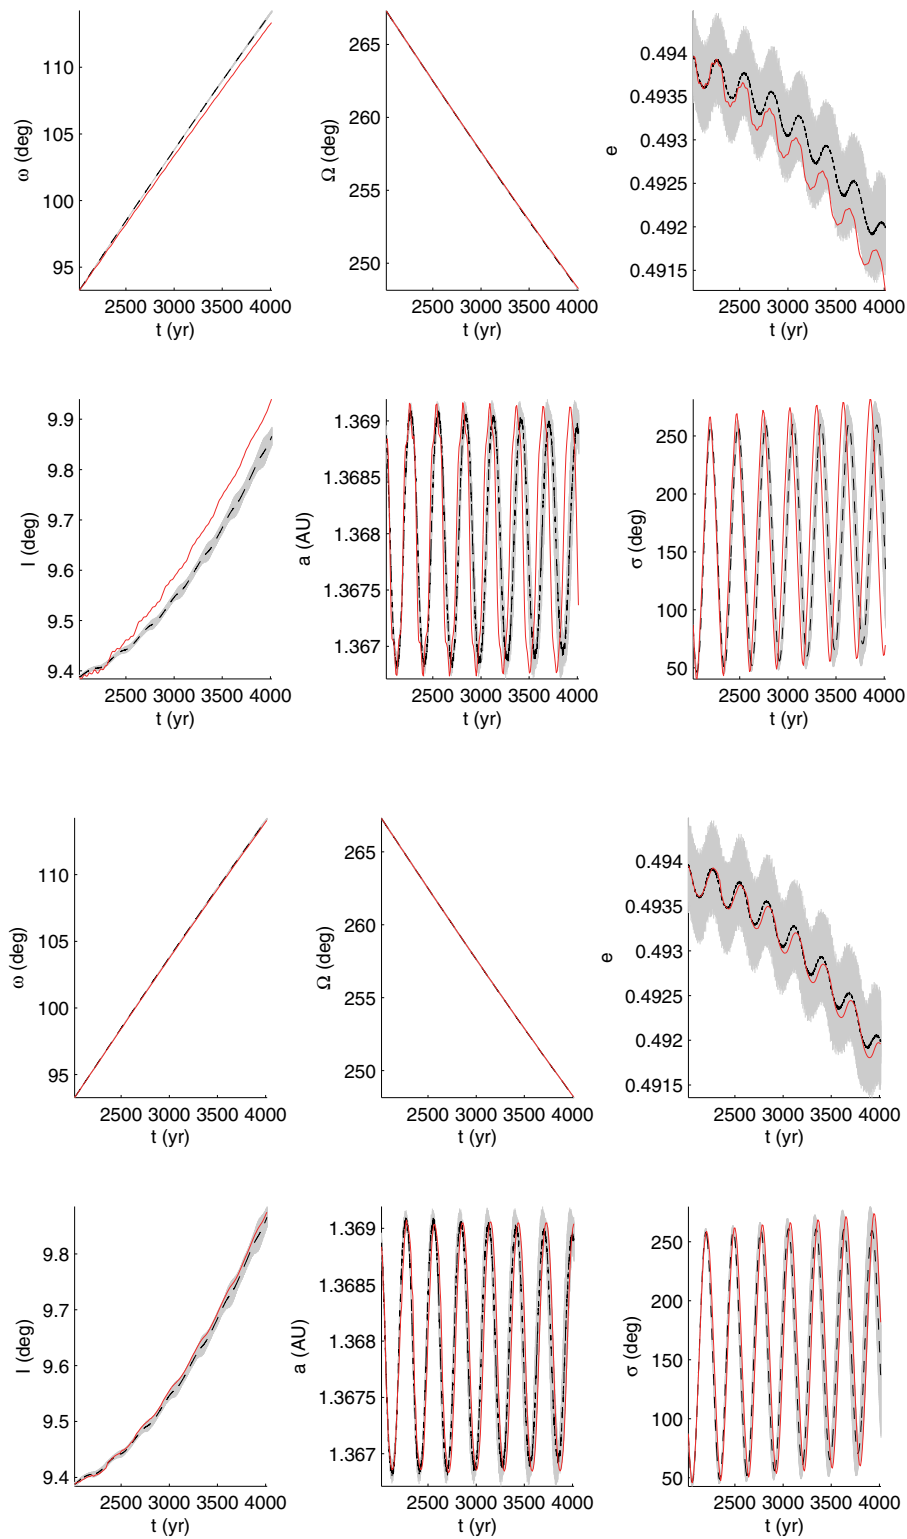 110
105
100
95
ω (deg)
2500 3000 3500 4000
t (yr)
265
260
255
250
Ω (deg)
2500 3000 3500 4000
t (yr)
0.494
0.4935
0.493
0.4925
0.492
0.4915
e
2500 3000 3500 4000
t (yr)
9.9
9.8
9.7
9.6
9.5
9.4
I (deg)
2500 3000 3500 4000
t (yr)
1.369
1.3685
1.368
1.3675
1.367
a (AU)
2500 3000 3500 4000
t (yr)
250
200
150
100
50
σ (deg)
2500 3000 3500 4000
t (yr)
110
105
100
95
ω (deg)
2500 3000 3500 4000
t (yr)
265
260
255
250
Ω (deg)
2500 3000 3500 4000
t (yr)
0.494
0.4935
0.493
0.4925
0.492
0.4915
e
2500 3000 3500 4000
t (yr)
9.8
9.7
9.6
9.5
9.4
I (deg)
2500 3000 3500 4000
t (yr)
1.369
1.3685
1.368
1.3675
1.367
a (AU)
2500 3000 3500 4000
t (yr)
250
200
150
100
50
σ (deg)
2500 3000 3500 4000
t (yr)